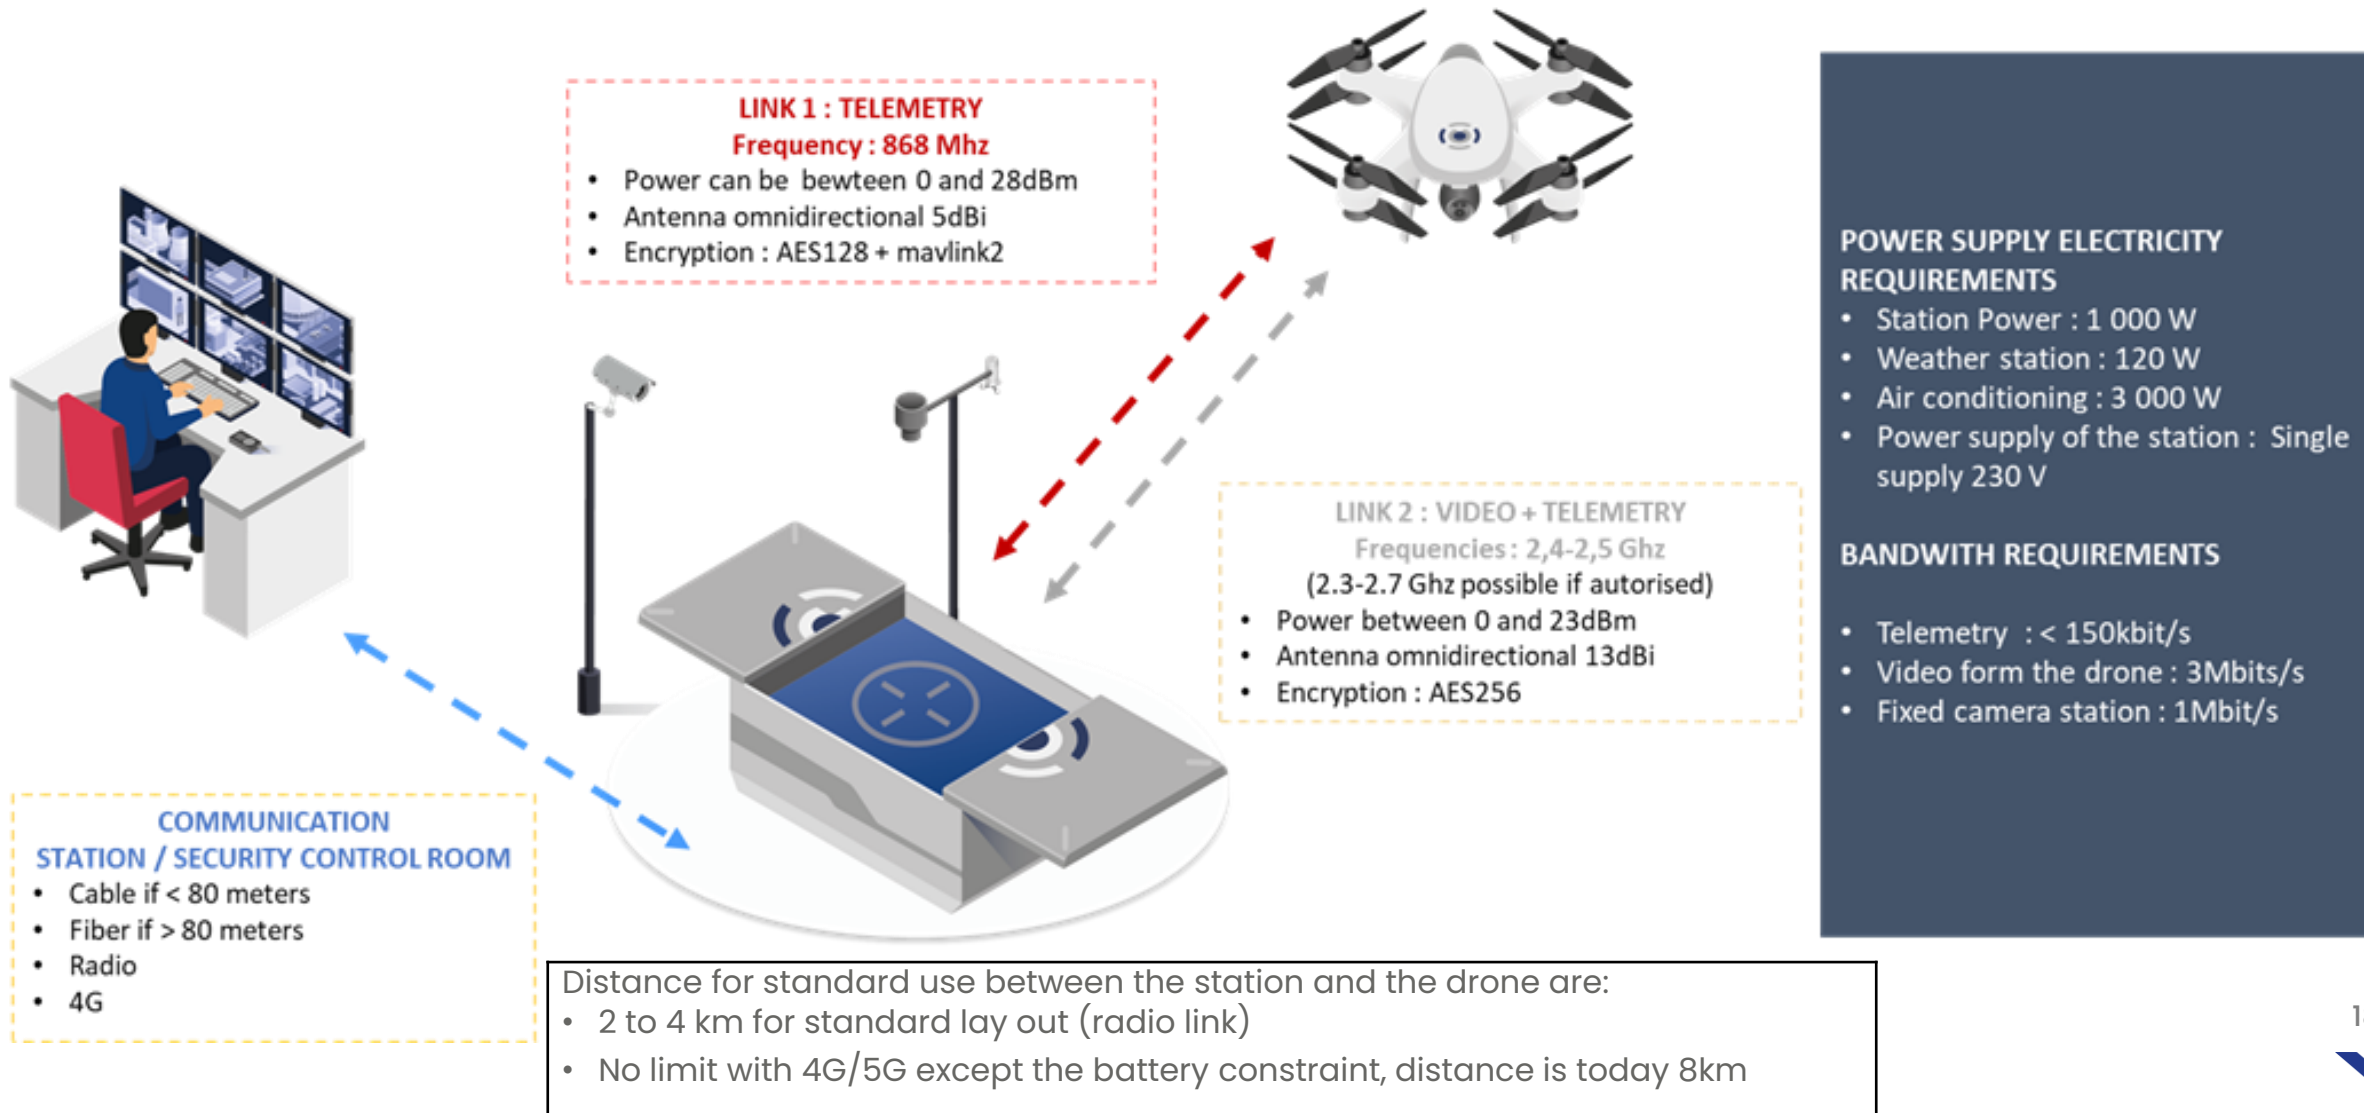 LINK 1 : TELEMETRY
Frequency : 868 Mhz
• Power can be bewteen 0 and 28dBm
• Antenna omnidirectional 5dBi
• Encryption : AES128 + mavlink2
POWER SUPPLY ELECTRICITY
REQUIREMENTS
• Station Power : 1 000 W
• Weather station : 120 W
• Air conditioning : 3 000 W
• Power supply of the station : Single
supply 230 V
BANDWITH REQUIREMENTS
• Telemetry : < 150kbit/s
• Video form the drone : 3Mbits/s
• Fixed camera station : 1Mbit/s
LINK 2 : VIDEO + TELEMETRY
Frequencies : 2,4-2,5 Ghz
(2.3-2.7 Ghz possible if autorised)
• Power between 0 and 23dBm
• Antenna omnidirectional 13dBi
• Encryption : AES256
COMMUNICATION
STATION / SECURITY CONTROL ROOM
• Cable if < 80 meters
• Fiber if > 80 meters
• Radio
• 4G
Distance for standard use between the station and the drone are:
• 2 to 4 km for standard lay out (radio link)
• No limit with 4G/5G except the battery constraint, distance is today 8km